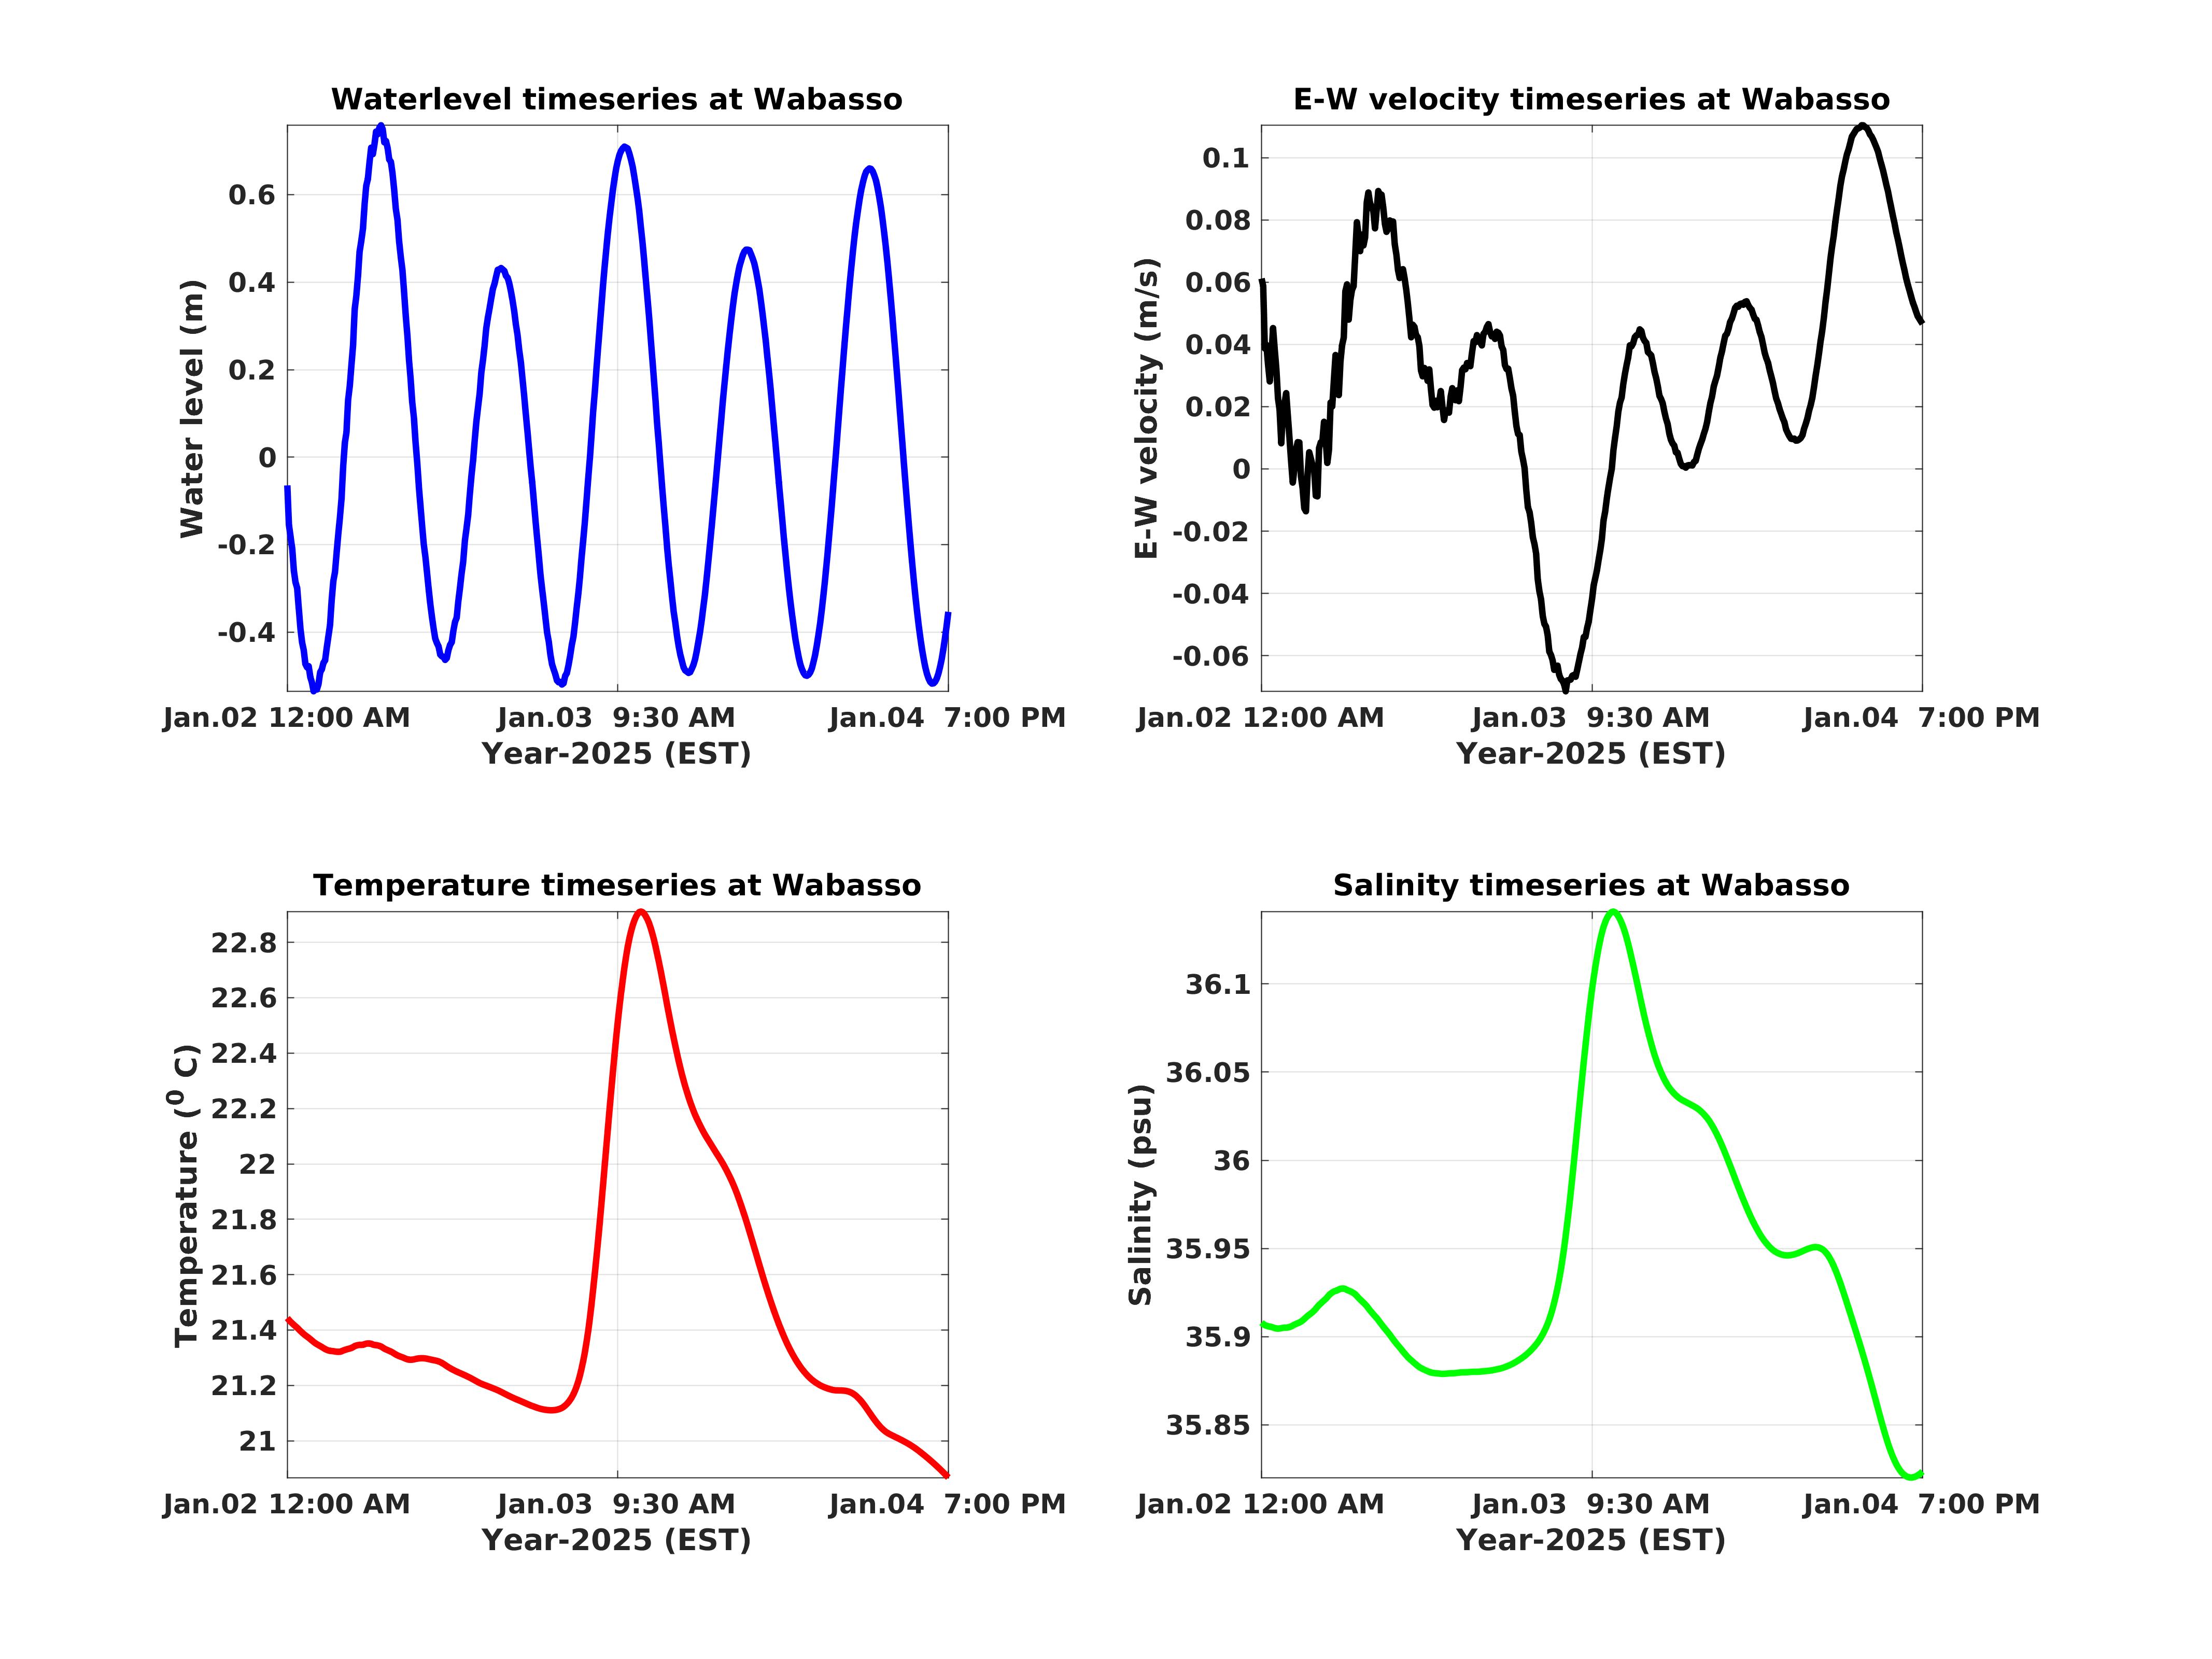 Waterlevel timeseries at Wabasso
Water level (m)
0.6
0.4
0.2
0
-0.2
-0.4
Jan.02 12:00 AM
Jan.03  9:30 AM
Jan.04  7:00 PM
Year-2025 (EST)
E-W velocity timeseries at Wabasso
E-W velocity (m/s)
0.1
0.08
0.06
0.04
0.02
0
-0.02
-0.04
-0.06
Jan.02 12:00 AM
Jan.03  9:30 AM
Jan.04  7:00 PM
Year-2025 (EST)
Temperature timeseries at Wabasso
Temperature (⁰ C)
22.8
22.6
22.4
22.2
22
21.8
21.6
21.4
21.2
21
Jan.02 12:00 AM
Jan.03  9:30 AM
Jan.04  7:00 PM
Year-2025 (EST)
Salinity timeseries at Wabasso
Salinity (psu)
36.1
36.05
36
35.95
35.9
35.85
Jan.02 12:00 AM
Jan.03  9:30 AM
Jan.04  7:00 PM
Year-2025 (EST)